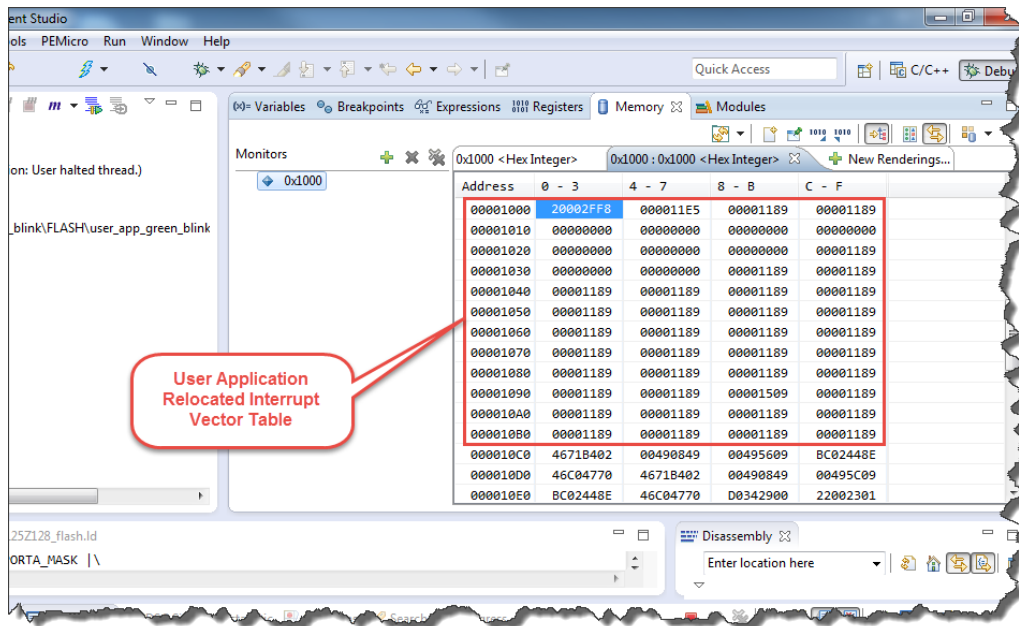 ent Studio
ols PEMicro Run Window Help
Quick Access
C/C++
Debu
(x)= Variables Breakpoints Expressions Registers Memory Modules
Monitors
0x1000 <Hex Integer> 0x1000 : 0x1000 <Hex Integer> New Renderings...
on: User halted thread.)
0x1000
Address 0 - 3 4 - 7 8 - B C - F
00001000 20002FF8 000011E5 00001189 00001189
_blink\FLASH\user_app_green_blink
00001010 00000000 00000000 00000000 00000000
00001020 00000000 00000000 00000000 00001189
00001030 00000000 00000000 00001189 00001189
00001040 00001189 00001189 00001189 00001189
00001050 00001189 00001189 00001189 00001189
00001060 00001189 00001189 00001189 00001189
00001070 00001189 00001189 00001189 00001189
00001080 00001189 00001189 00001189 00001189
00001090 00001189 00001189 00001509 00001189
000010A0 00001189 00001189 00001189 00001189
000010B0 00001189 00001189 00001189 00001189
000010C0 4671B402 00490849 00495609 BC02448E
000010D0 46C04770 4671B402 00490849 00495C09
000010E0 BC02448E 46C04770 D0342900 22002301
User Application
Relocated Interrupt
Vector Table
25Z128_flash.ld
ORTA_MASK |\
Disassembly
Enter location here